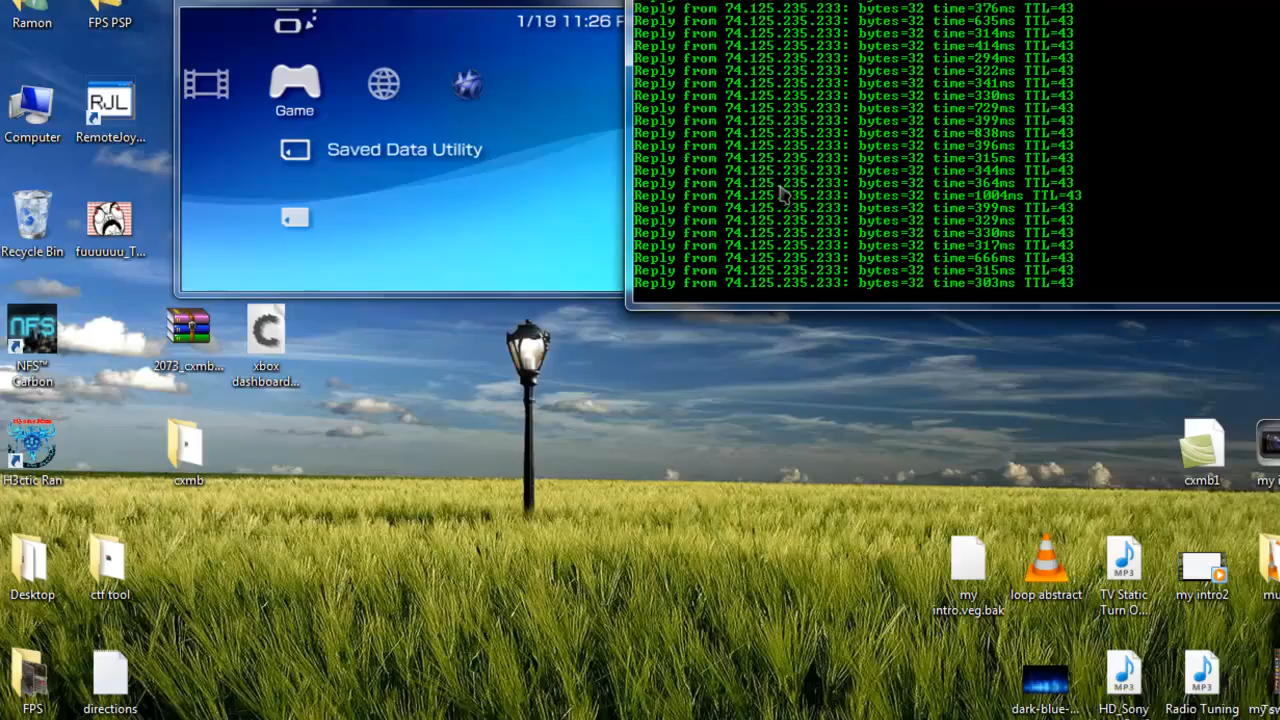 Ramon
FPS PSP
Computer
RJL
RemoteJoy...
Recycle Bin
fuuuuuu_T...
NFS
NFS™
Carbon
2073_cxmb...
xbox
dashboard...
H3ctic Ran
cxmb
Desktop
ctf tool
FPS
directions
1/19 11:26
Game
Saved Data Utility
Reply from 74.125.235.233: bytes=32 time=376ms TTL=43
Reply from 74.125.235.233: bytes=32 time=635ms TTL=43
Reply from 74.125.235.233: bytes=32 time=314ms TTL=43
Reply from 74.125.235.233: bytes=32 time=414ms TTL=43
Reply from 74.125.235.233: bytes=32 time=294ms TTL=43
Reply from 74.125.235.233: bytes=32 time=322ms TTL=43
Reply from 74.125.235.233: bytes=32 time=341ms TTL=43
Reply from 74.125.235.233: bytes=32 time=330ms TTL=43
Reply from 74.125.235.233: bytes=32 time=729ms TTL=43
Reply from 74.125.235.233: bytes=32 time=399ms TTL=43
Reply from 74.125.235.233: bytes=32 time=838ms TTL=43
Reply from 74.125.235.233: bytes=32 time=396ms TTL=43
Reply from 74.125.235.233: bytes=32 time=315ms TTL=43
Reply from 74.125.235.233: bytes=32 time=344ms TTL=43
Reply from 74.125.235.233: bytes=32 time=364ms TTL=43
Reply from 74.125.235.233: bytes=32 time=1004ms TTL=43
Reply from 74.125.235.233: bytes=32 time=399ms TTL=43
Reply from 74.125.235.233: bytes=32 time=329ms TTL=43
Reply from 74.125.235.233: bytes=32 time=330ms TTL=43
Reply from 74.125.235.233: bytes=32 time=317ms TTL=43
Reply from 74.125.235.233: bytes=32 time=666ms TTL=43
Reply from 74.125.235.233: bytes=32 time=315ms TTL=43
Reply from 74.125.235.233: bytes=32 time=303ms TTL=43
cxmb1
my i
my
intro.veg.bak
loop abstract
MP3
TV Static
Turn O...
my intro2
mu
dark-blue-...
MP3
HD_Sony
MP3
Radio Tuning
my sw